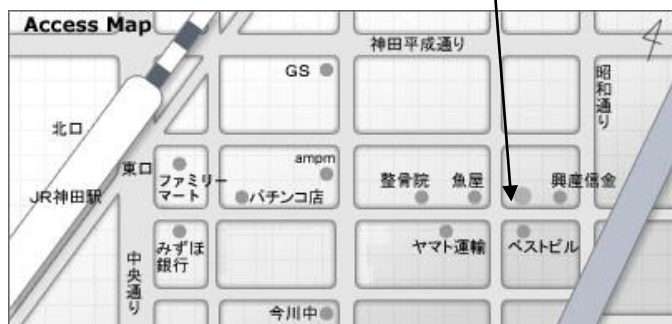 Access Map
神田平成通り
GS
昭和通り
北口
ampm
東口
ファミリー
マート
整骨院
魚屋
興産信金
JR神田駅
パチンコ店
みずほ
銀行
ヤマト運輸
ベストビル
中央通り
今川中